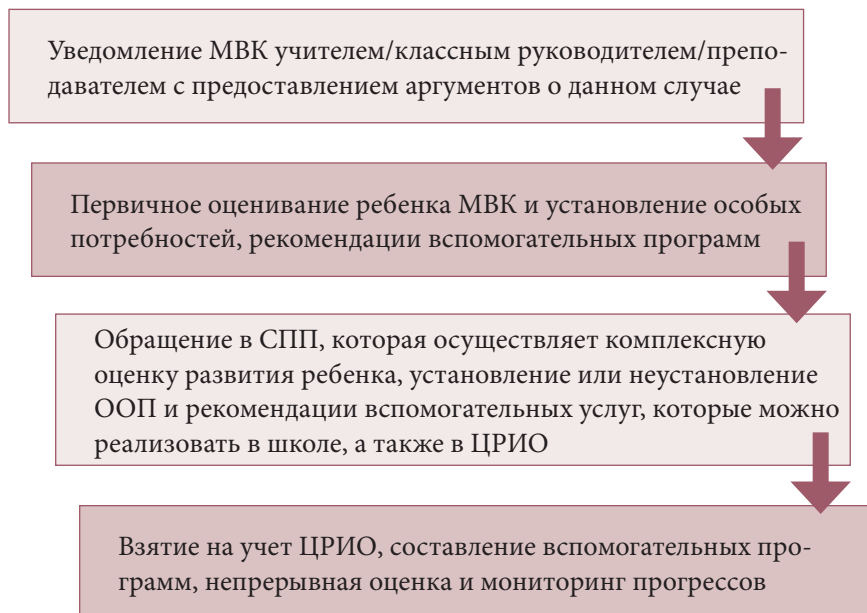 Уведомление МВК учителем/классным руководителем/препо-
давателем с предоставлением аргументов о данном случае
Первичное оценивание ребенка МВК и установление особых
потребностей, рекомендации вспомогательных программ
Обращение в СПП, которая осуществляет комплексную
оценку развития ребенка, установление или неустановление
ООП и рекомендации вспомогательных услуг, которые можно
реализовать в школе, а также в ЦРИО
Взятие на учет ЦРИО, составление вспомогательных про-
грамм, непрерывная оценка и мониторинг прогрессов